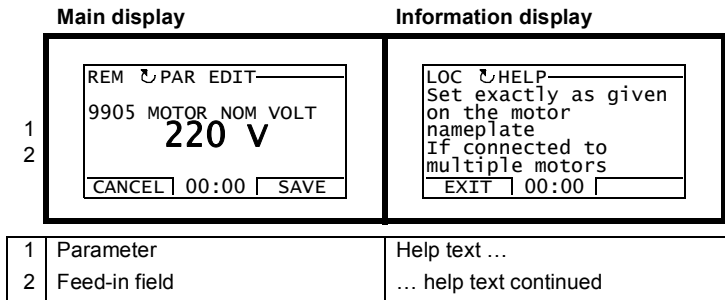 Main display Information display
REM ↻PAR EDIT
9905 MOTOR NOM VOLT
220 V
CANCEL 00:00 SAVE
LOC ↻HELP
Set exactly as given
on the motor
nameplate
If connected to
multiple motors
EXIT 00:00
1
2
1 Parameter Help text …
2 Feed-in field … help text continued